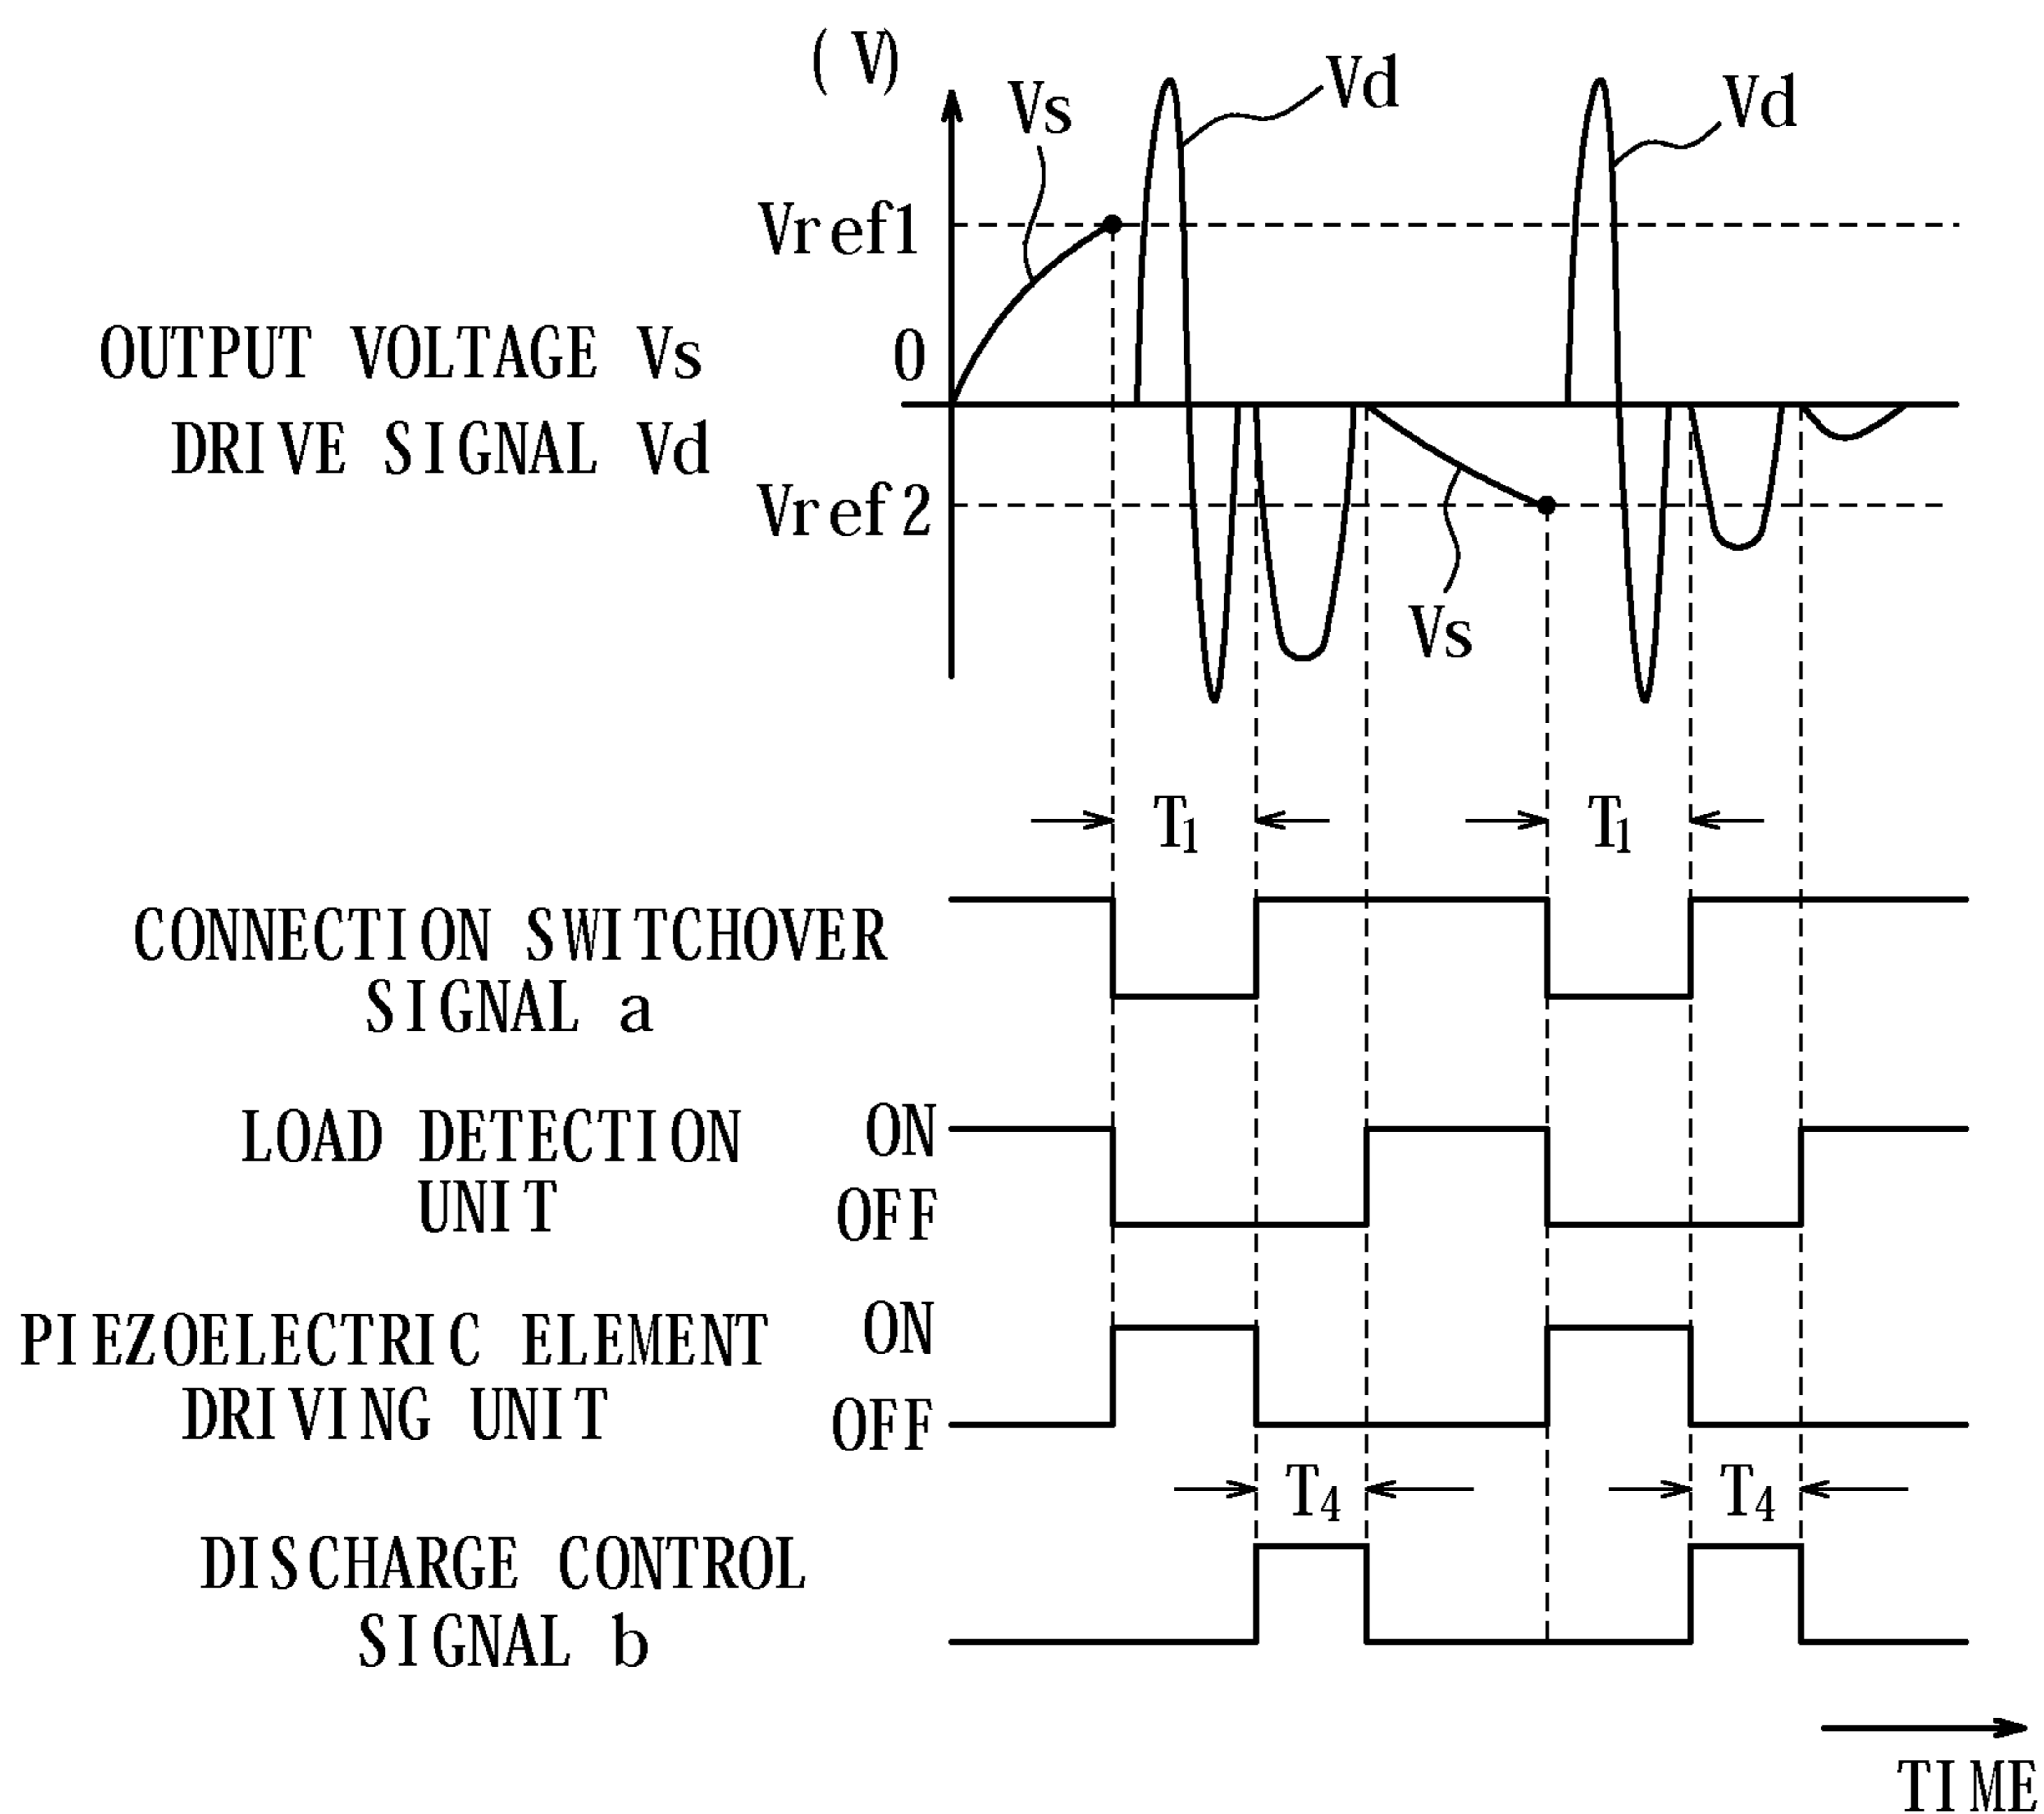 (V)
Vs
Vd
Vd
Vref1
OUTPUT VOLTAGE Vs
0
DRIVE SIGNAL Vd
Vref2
Vs
T1
T1
CONNECTION SWITCHOVER
SIGNAL a
LOAD DETECTION
UNIT
ON
OFF
PIEZOELECTRIC ELEMENT
DRIVING UNIT
ON
OFF
T4
T4
DISCHARGE CONTROL
SIGNAL b
TIME